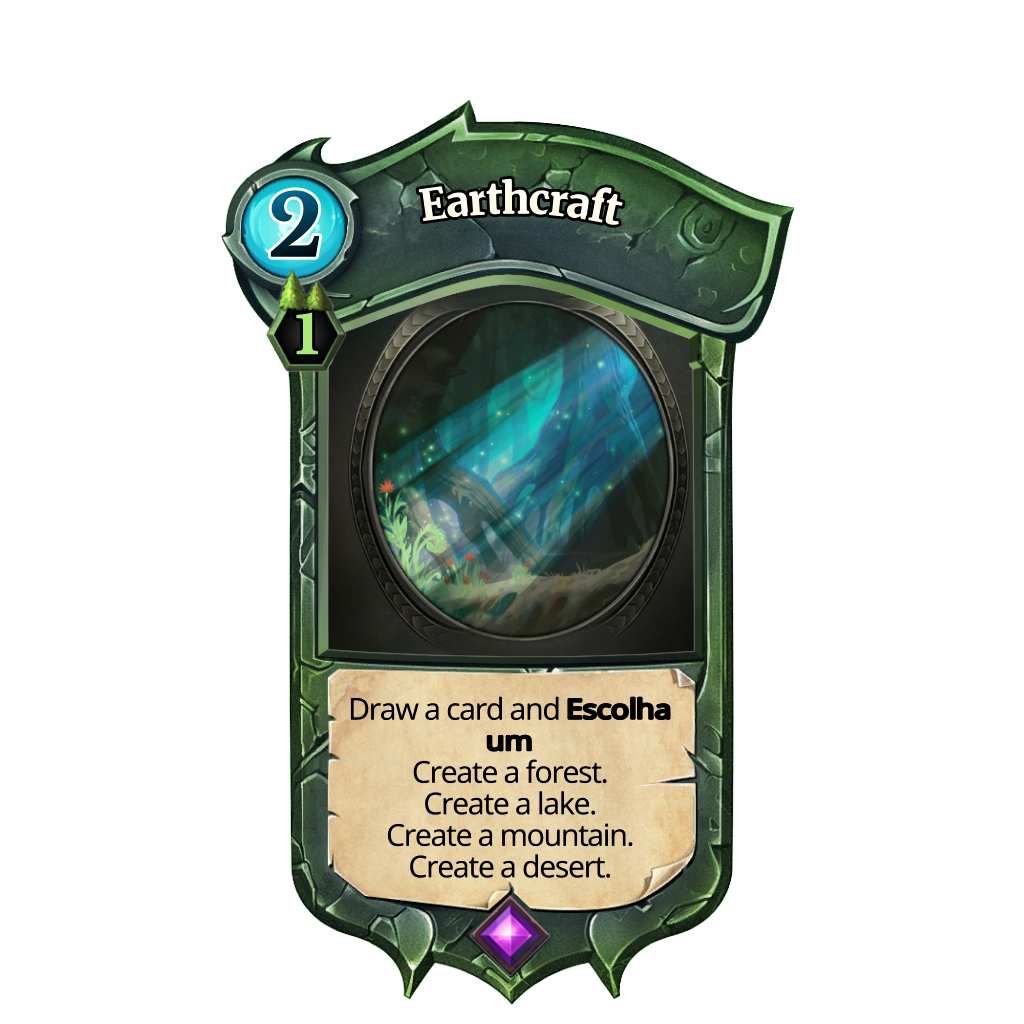 2
Earthcraft
1
Draw a card and Escolha
um
Create a forest.
Create a lake.
Create a mountain.
Create a desert.